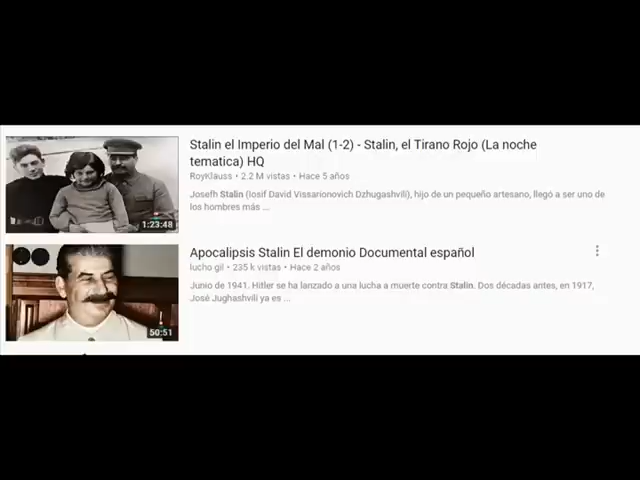 Stalin el Imperio del Mal (1-2) - Stalin, el Tirano Rojo (La noche
tematica) HQ
RoyKlauss • 2.2 M vistas • Hace 5 años
Josefh Stalin (Iosif David Vissarionovich Dzhugashvili), hijo de un pequeño artesano, llegó a ser uno de
los hombres más ...
1:23:48
Apocalipsis Stalin El demonio Documental español
lucho gil • 235 k vistas • Hace 2 años
Junio de 1941. Hitler se ha lanzado a una lucha a muerte contra Stalin. Dos décadas antes, en 1917,
José Jughashvili ya es ...
50:51